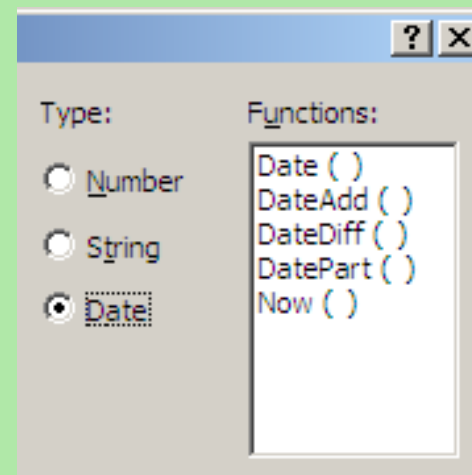 ?
Type:
Number
String
Date
Functions:
Date ( )
DateAdd ( )
DateDiff ( )
DatePart ( )
Now ( )